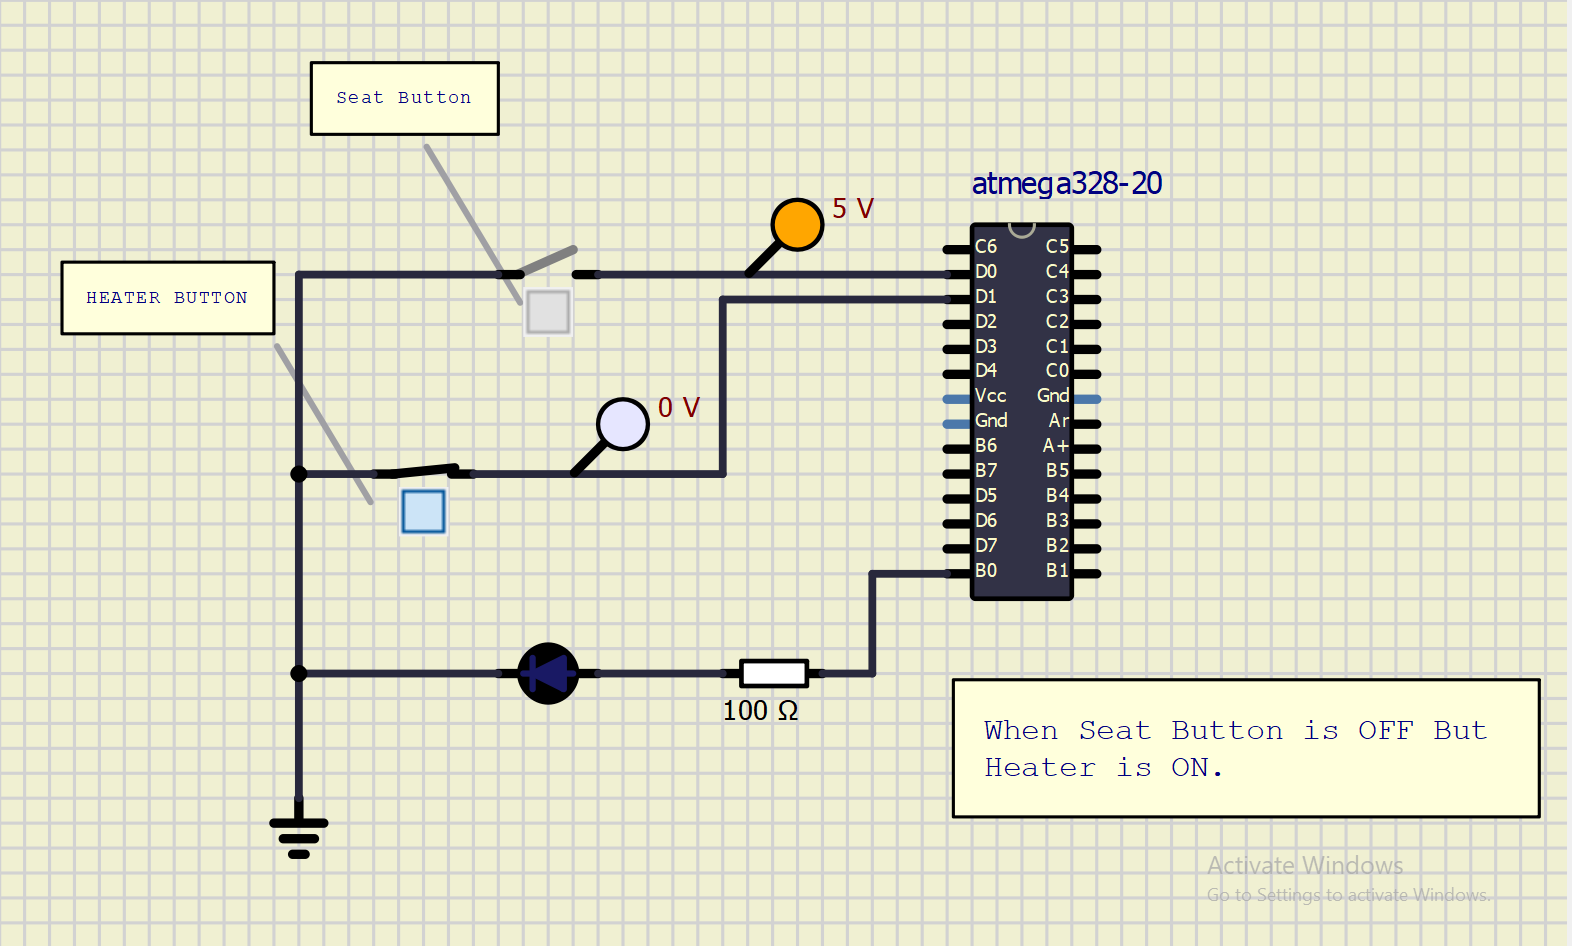 Seat Button
HEATER BUTTON
5 V
0 V
atmega328-20
C6 C5
D0 C4
D1 C3
D2 C2
D3 C1
D4 C0
Vcc Gnd
Gnd Ar
B6 A+
B7 B5
D5 B4
D6 B3
D7 B2
B0 B1
100 Ω
When Seat Button is OFF But
Heater is ON.
Activate Windows
Go to Settings to activate Windows.